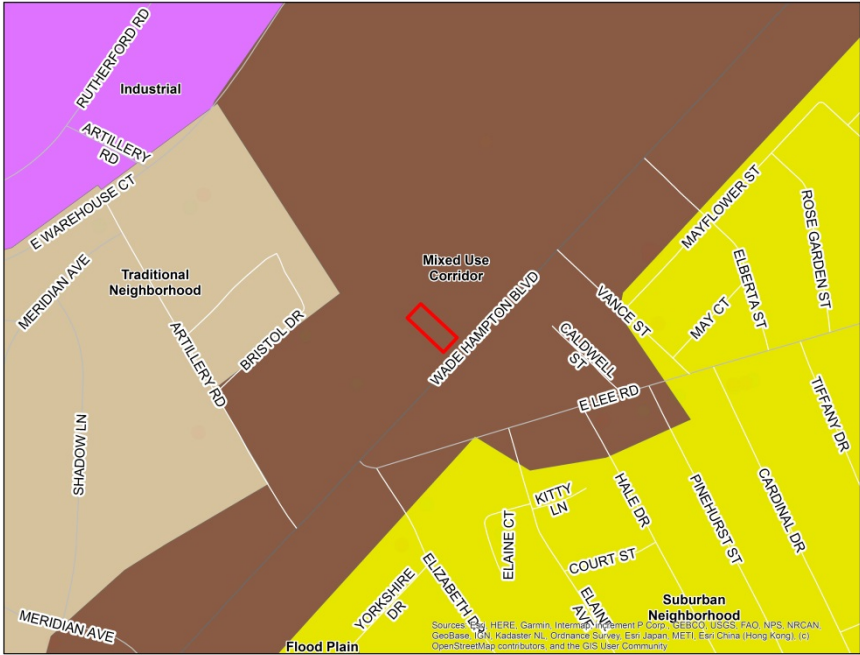 RUTHERFORD RD
Industrial
ARTILLERY
RD
E WAREHOUSE CT
MERIDIAN AVE
Traditional
Neighborhood
ARTILLERY RD
BRISTOL DR
SHADOW LN
MERIDIAN AVE
Mixed Use
Corridor
WADE HAMPTON BLVD
MAYFLOWER ST
ROSE GARDEN ST
ELBERTA ST
VANCE ST
MAY CT
CALDWELL
ST
E LEE RD
TIFFANY DR
CARDINAL DR
PINEHURST ST
HALE DR
KITTY
LN
ELAINE CT
COURT ST
ELAINE
AVE
ELIZABETH DR
YORKSHIRE
DR
Suburban
Neighborhood
Flood Plain
Sources: Esri, HERE, Garmin, Intermap, increment P Corp., GEBCO, USGS, FAO, NPS, NRCAN,
GeoBase, IGN, Kadaster NL, Ordnance Survey, Esri Japan, METI, Esri China (Hong Kong), (c)
OpenStreetMap contributors, and the GIS User Community